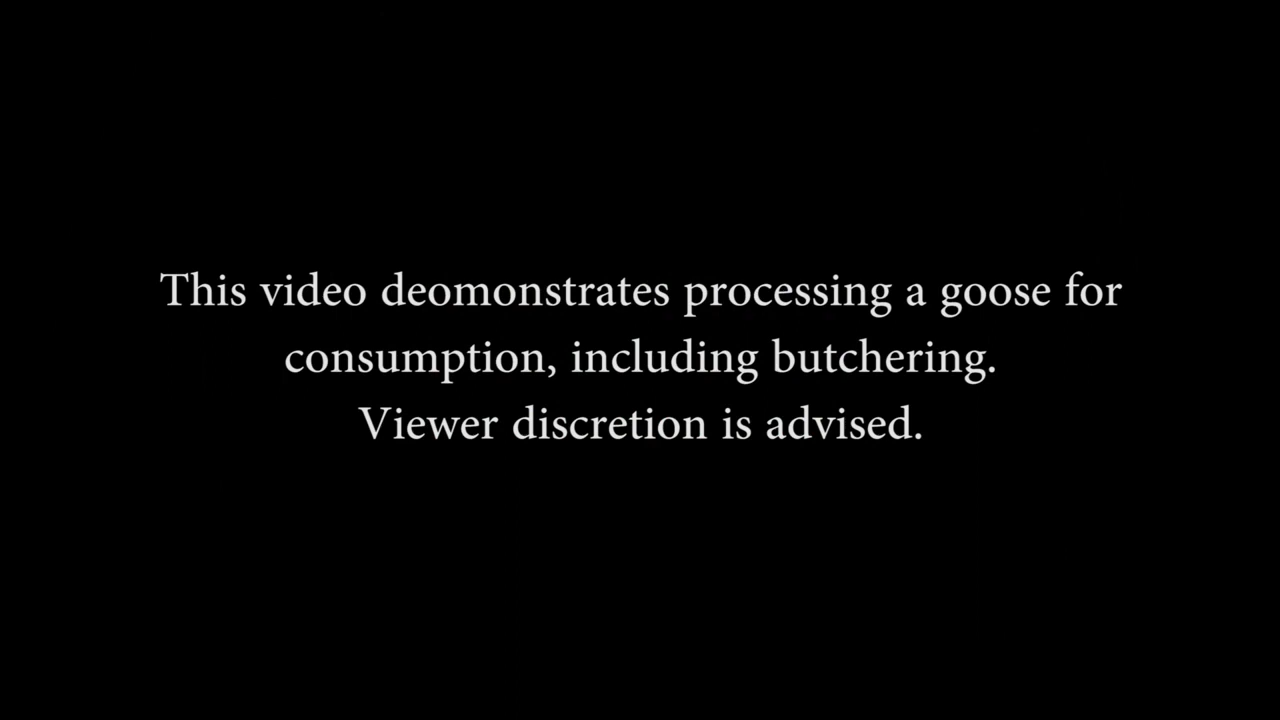 This video deomonstrates processing a goose for
consumption, including butchering.
Viewer discretion is advised.